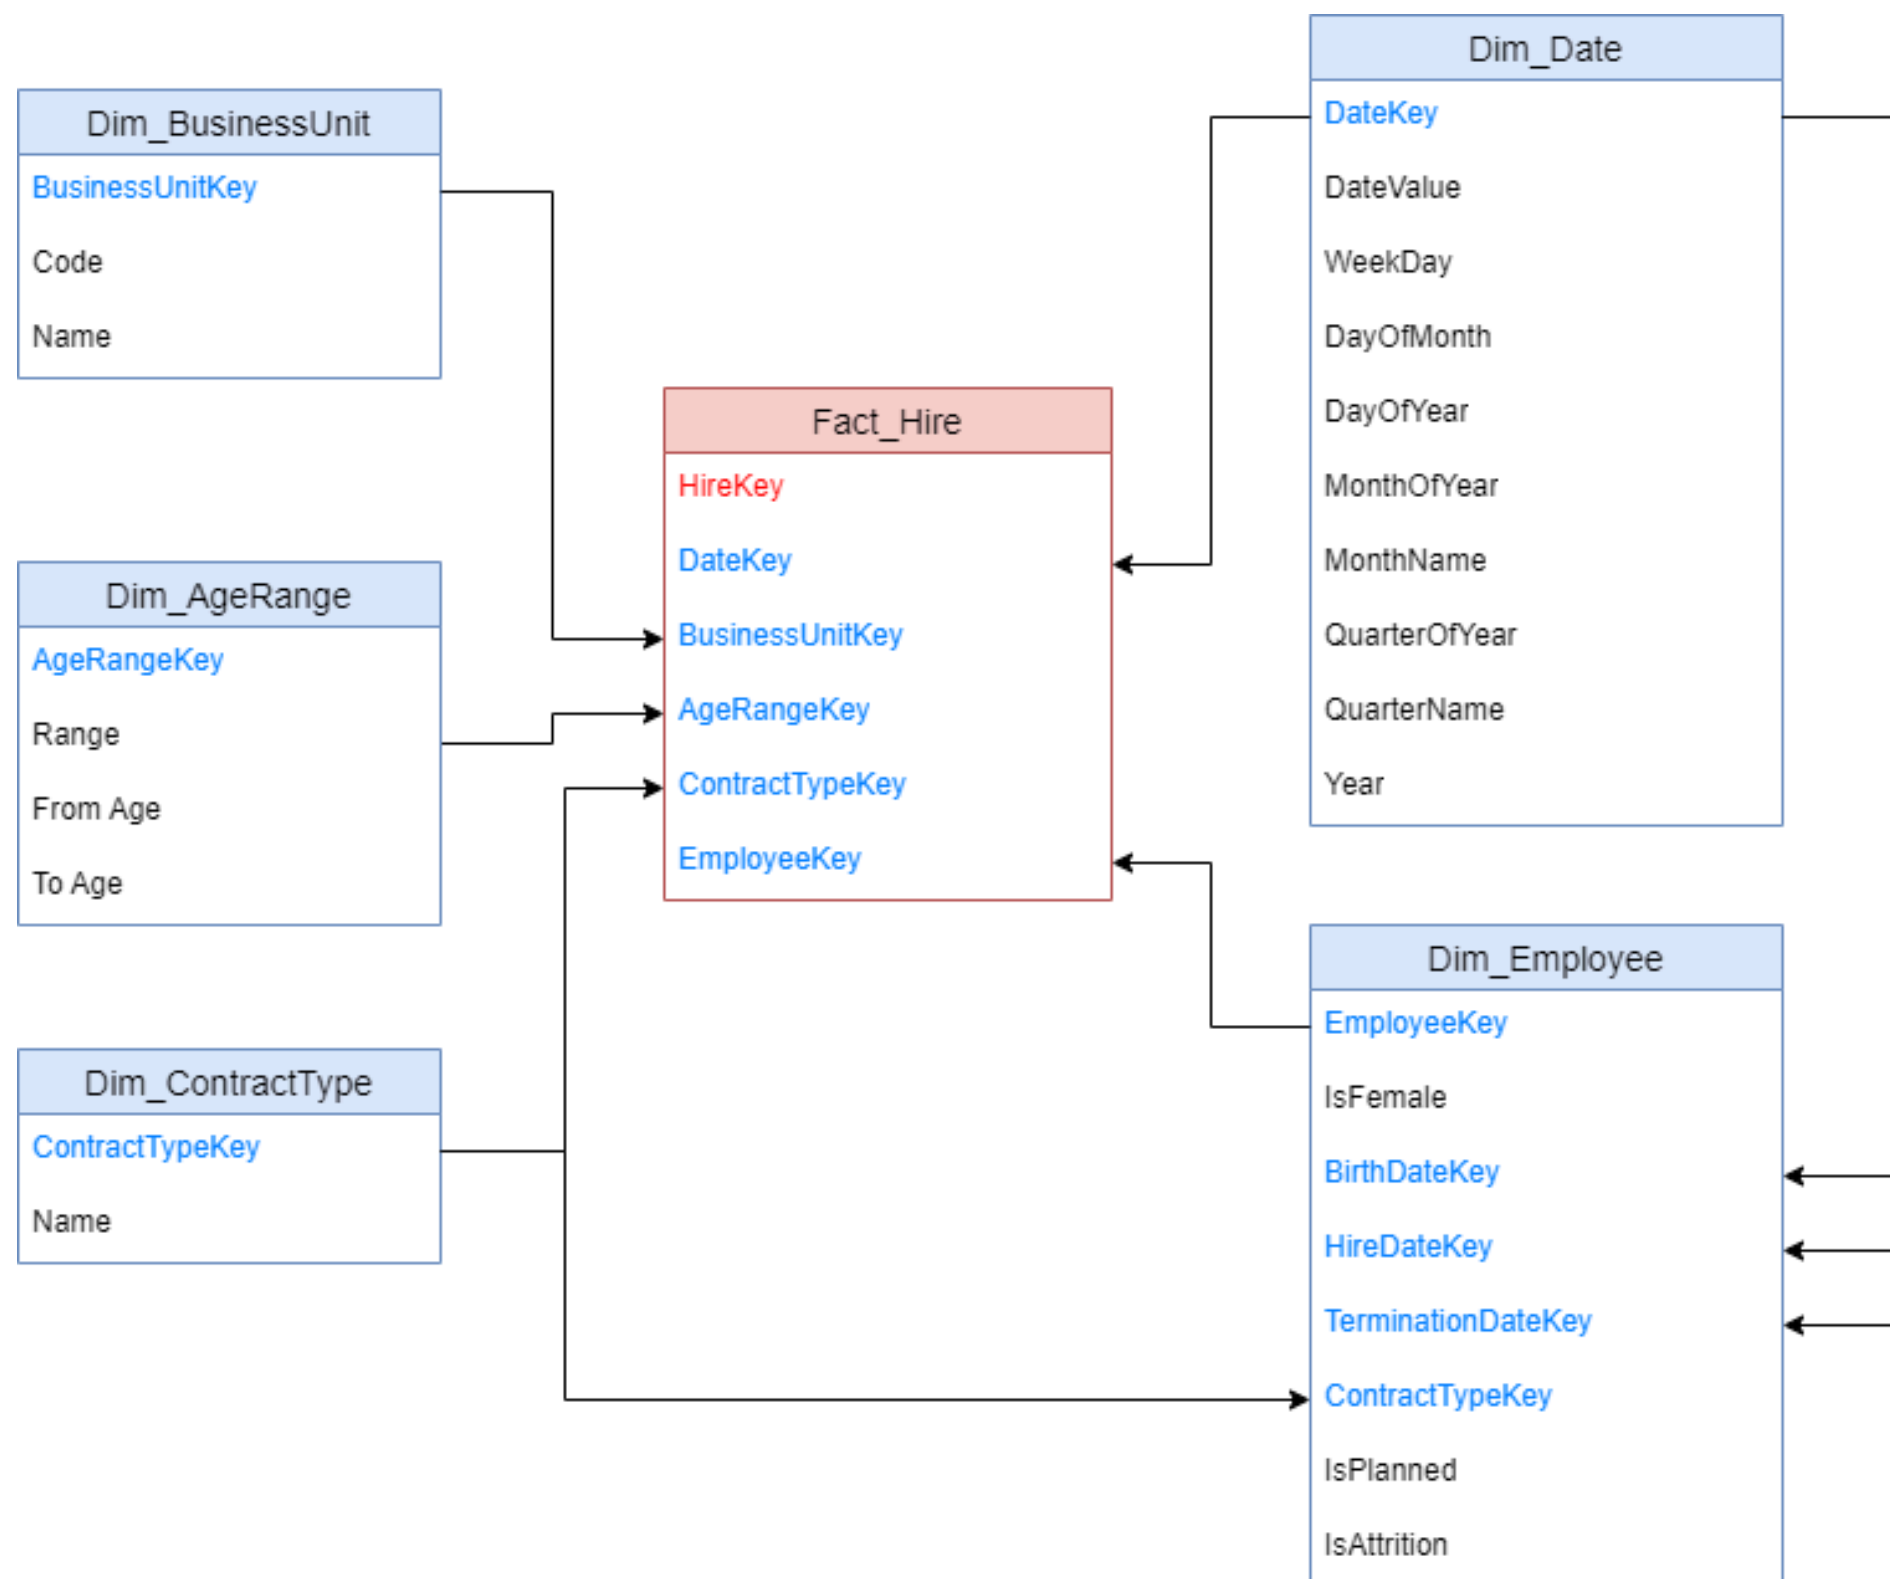 Dim_BusinessUnit
BusinessUnitKey
Code
Name
Dim_AgeRange
AgeRangeKey
Range
From Age
To Age
Dim_ContractType
ContractTypeKey
Name
Fact_Hire
HireKey
DateKey
BusinessUnitKey
AgeRangeKey
ContractTypeKey
EmployeeKey
Dim_Date
DateKey
DateValue
WeekDay
DayOfMonth
DayOfYear
MonthOfYear
MonthName
QuarterOfYear
QuarterName
Year
Dim_Employee
EmployeeKey
IsFemale
BirthDateKey
HireDateKey
TerminationDateKey
ContractTypeKey
IsPlanned
IsAttrition